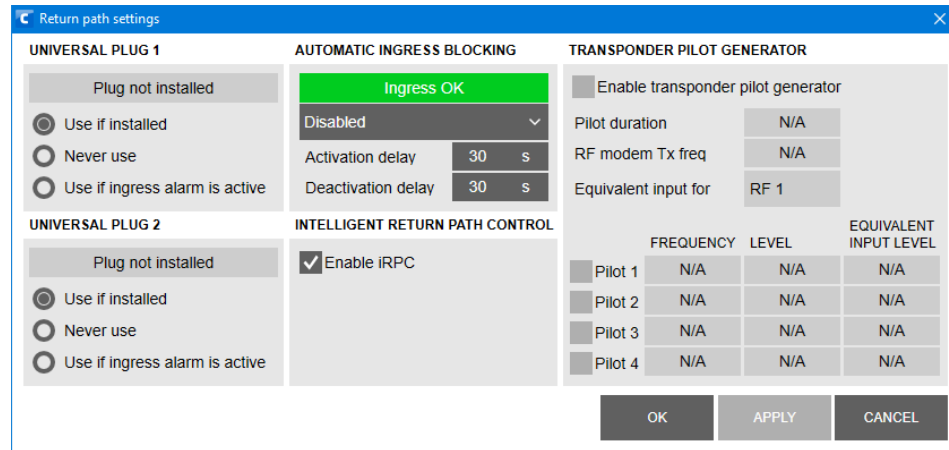 Return path settings
UNIVERSAL PLUG 1
Plug not installed
Use if installed
Never use
Use if ingress alarm is active
UNIVERSAL PLUG 2
Plug not installed
Use if installed
Never use
Use if ingress alarm is active
AUTOMATIC INGRESS BLOCKING
Ingress OK
Disabled
Activation delay 30 s
Deactivation delay 30 s
INTELLIGENT RETURN PATH CONTROL
Enable iRPC
TRANSPONDER PILOT GENERATOR
Enable transponder pilot generator
Pilot duration N/A
RF modem Tx freq N/A
Equivalent input for RF 1
FREQUENCY LEVEL EQUIVALENT INPUT LEVEL
Pilot 1 N/A N/A N/A
Pilot 2 N/A N/A N/A
Pilot 3 N/A N/A N/A
Pilot 4 N/A N/A N/A
OK APPLY CANCEL